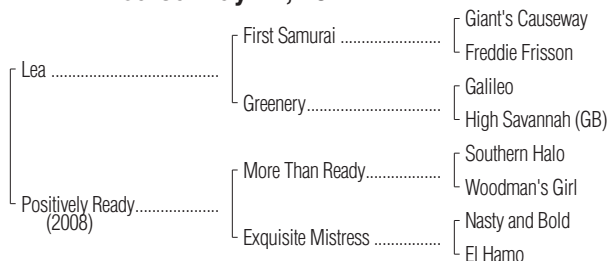 Giant's Causeway
First Samurai ......................
Freddie Frisson
Lea .....................................
Galileo
Greenery..............................
High Savannah (GB)
Southern Halo
More Than Ready.................
Woodman's Girl
Positively Ready..................
(2008)
Nasty and Bold
Exquisite Mistress .................
El Hamo